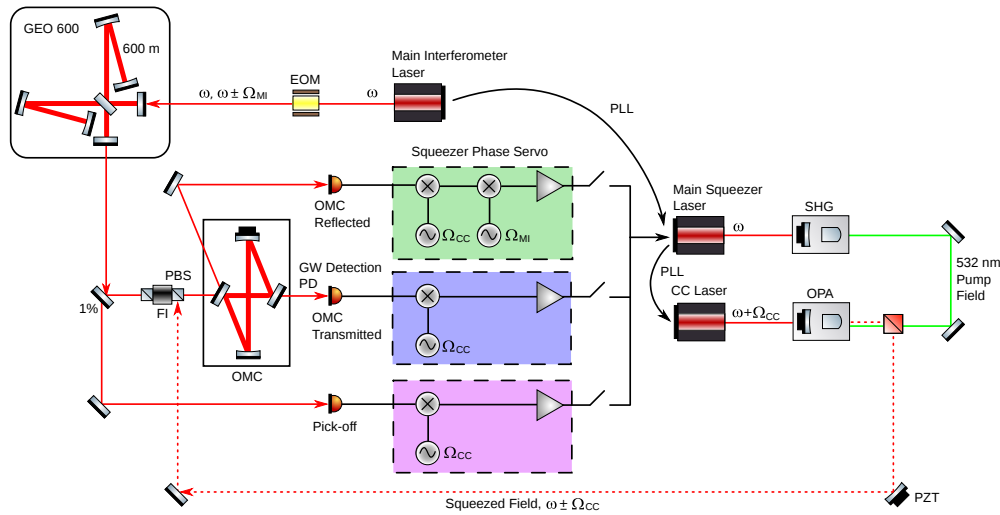 GEO 600
600 m
EOM
Main Interferometer
Laser
ω, ω ± Ω_MI
ω
PLL
Squeezer Phase Servo
OMC
Reflected
Ω_CC
Ω_MI
Main Squeezer
Laser
SHG
ω
PLL
532 nm
Pump
Field
CC Laser
OPA
ω+Ω_CC
PBS
FI
1%
GW Detection
PD
OMC
Transmitted
Ω_CC
OMC
Pick-off
Ω_CC
Squeezed Field, ω ± Ω_CC
PZT